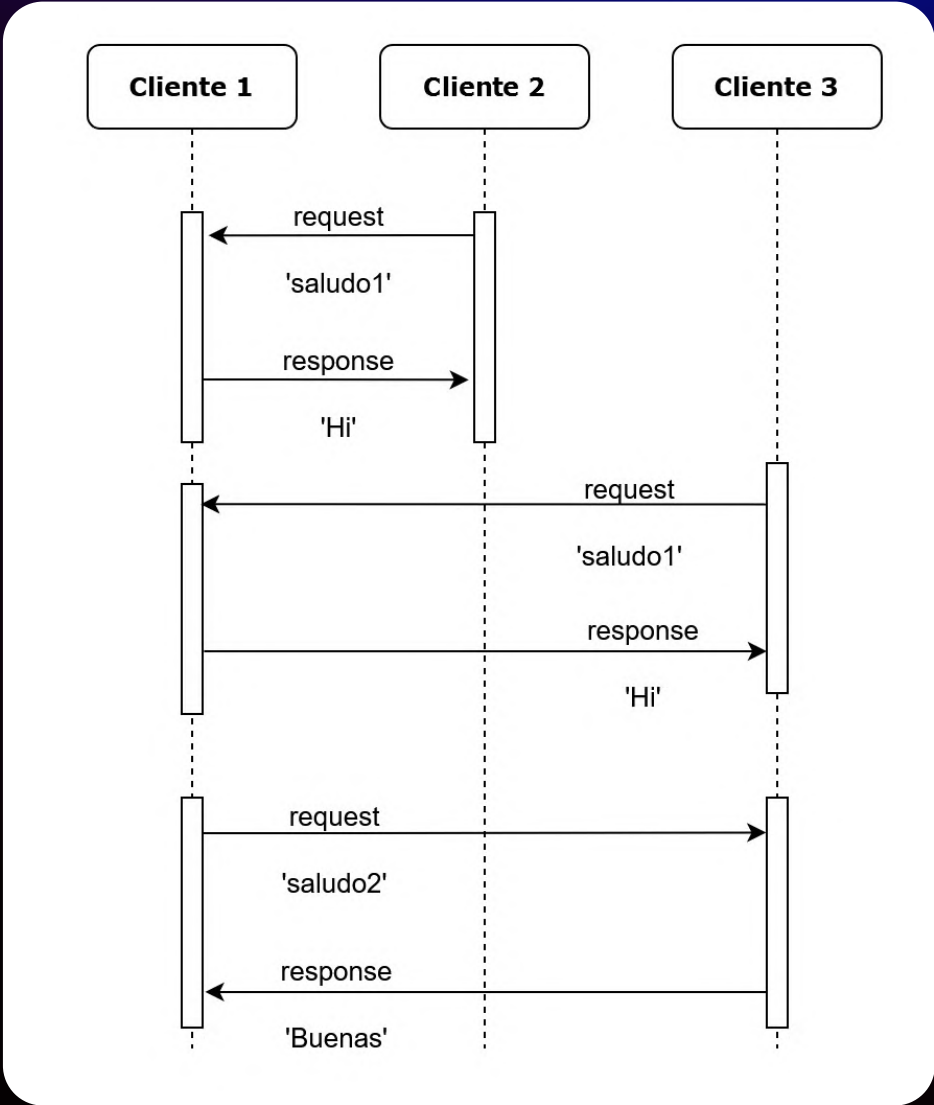 Cliente 1
Cliente 2
Cliente 3
request
'saludo1'
response
'Hi'
request
'saludo1'
response
'Hi'
request
'saludo2'
response
'Buenas'